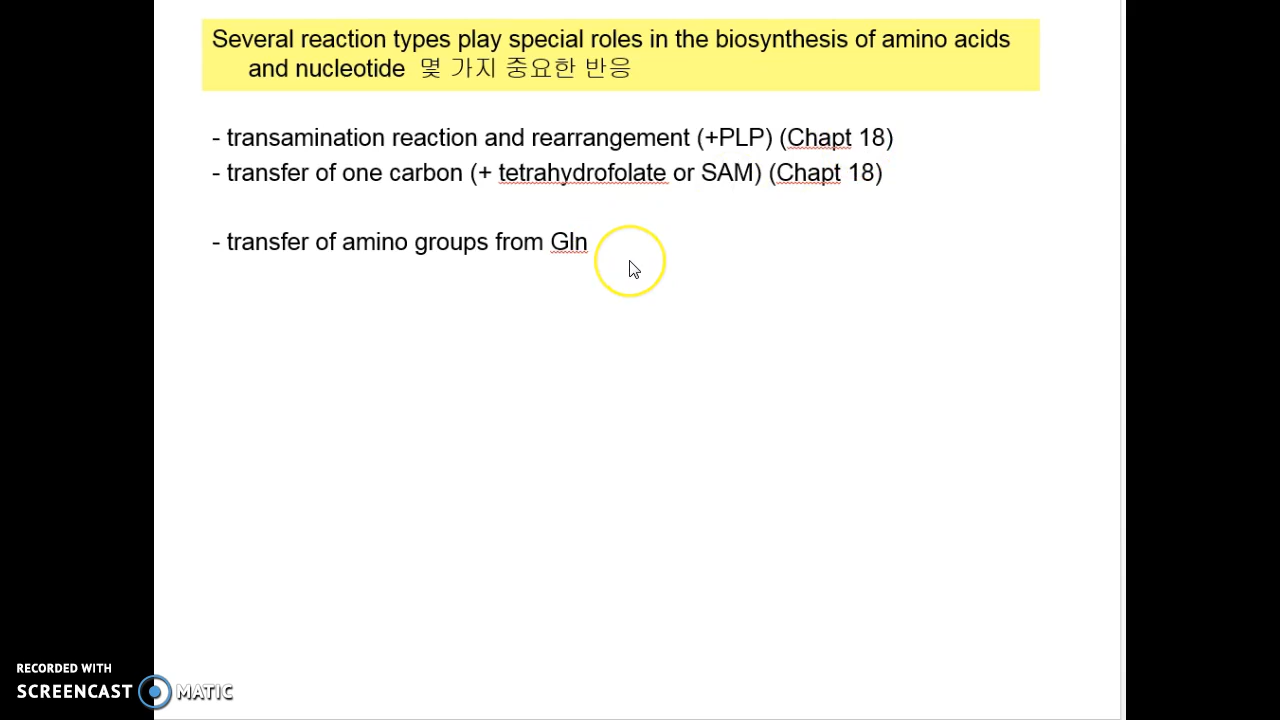 Several reaction types play special roles in the biosynthesis of amino acids
and nucleotide 몇 가지 중요한 반응
- transamination reaction and rearrangement (+PLP) (Chapt 18)
- transfer of one carbon (+ tetrahydrofolate or SAM) (Chapt 18)
- transfer of amino groups from Gln
RECORDED WITH
SCREENCAST MATIC